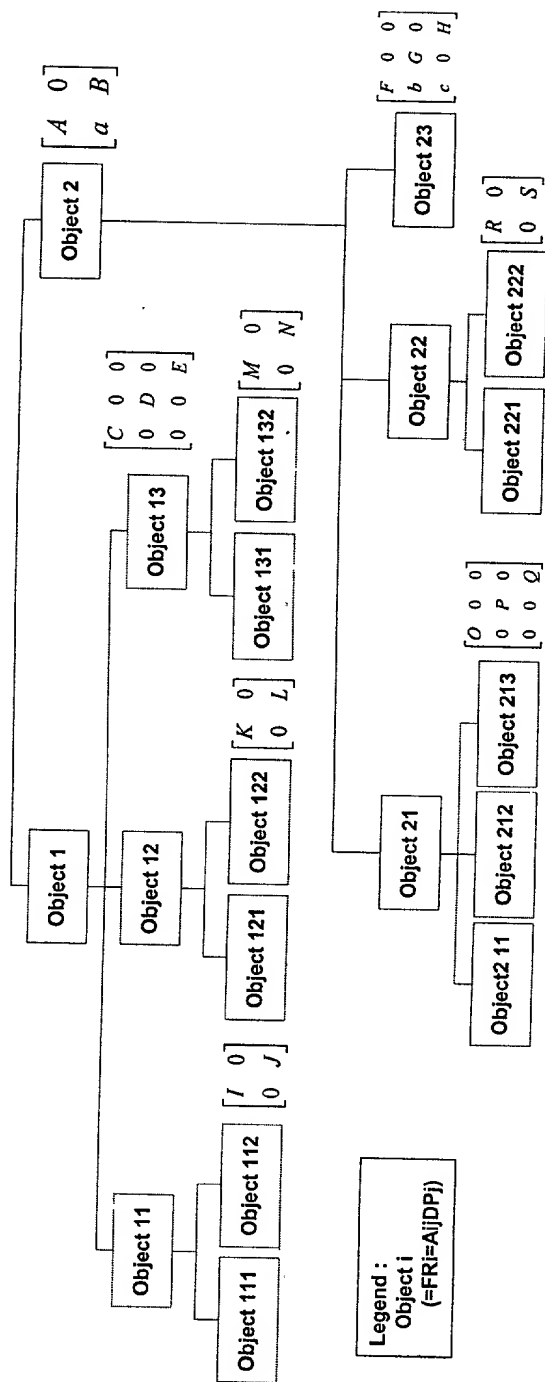 Object 1
Object 2
[A 0]
[a B]
Object 11
Object 12
Object 13
[C 0 0]
[0 D 0]
[0 0 E]
Object 111
Object 112
[I 0]
[0 J]
Object 121
Object 122
[K 0]
[0 L]
Object 131
Object 132
[M 0]
[0 N]
Object 21
Object 22
Object 23
[F 0 0]
[b G 0]
[c 0 H]
Object2 11
Object 212
Object 213
[O 0 0]
[0 P 0]
[0 0 Q]
Object 221
Object 222
[R 0]
[0 S]
Legend :
Object i
(=FRi=AijDPj)